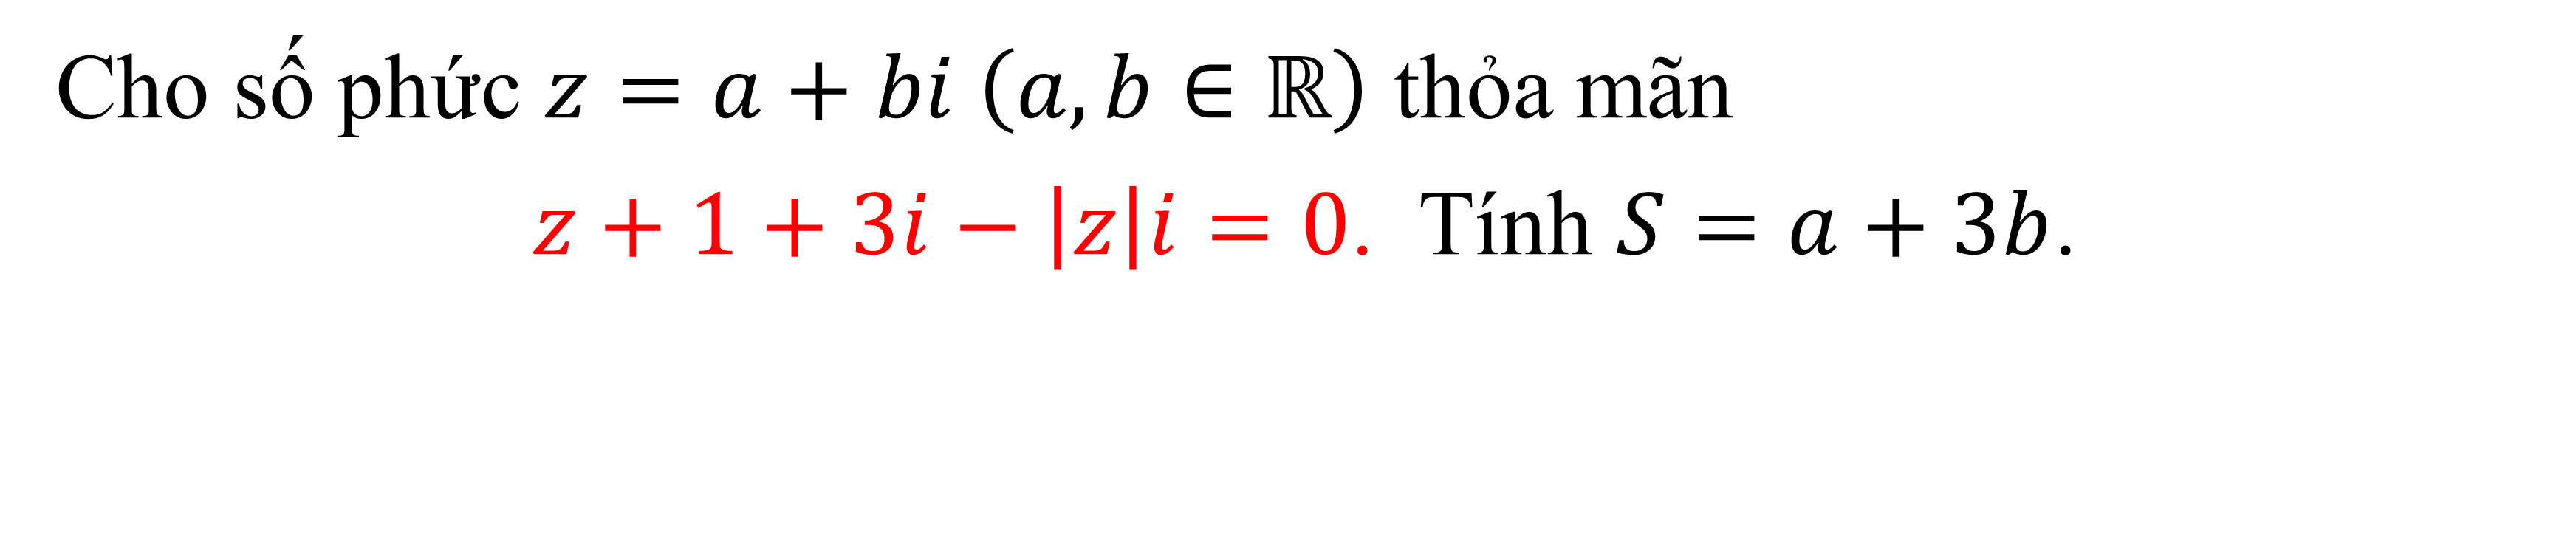 Cho số phức z = a + bi (a, b ∈ ℝ) thỏa mãn
z + 1 + 3i − |z|i = 0. Tính S = a + 3b.